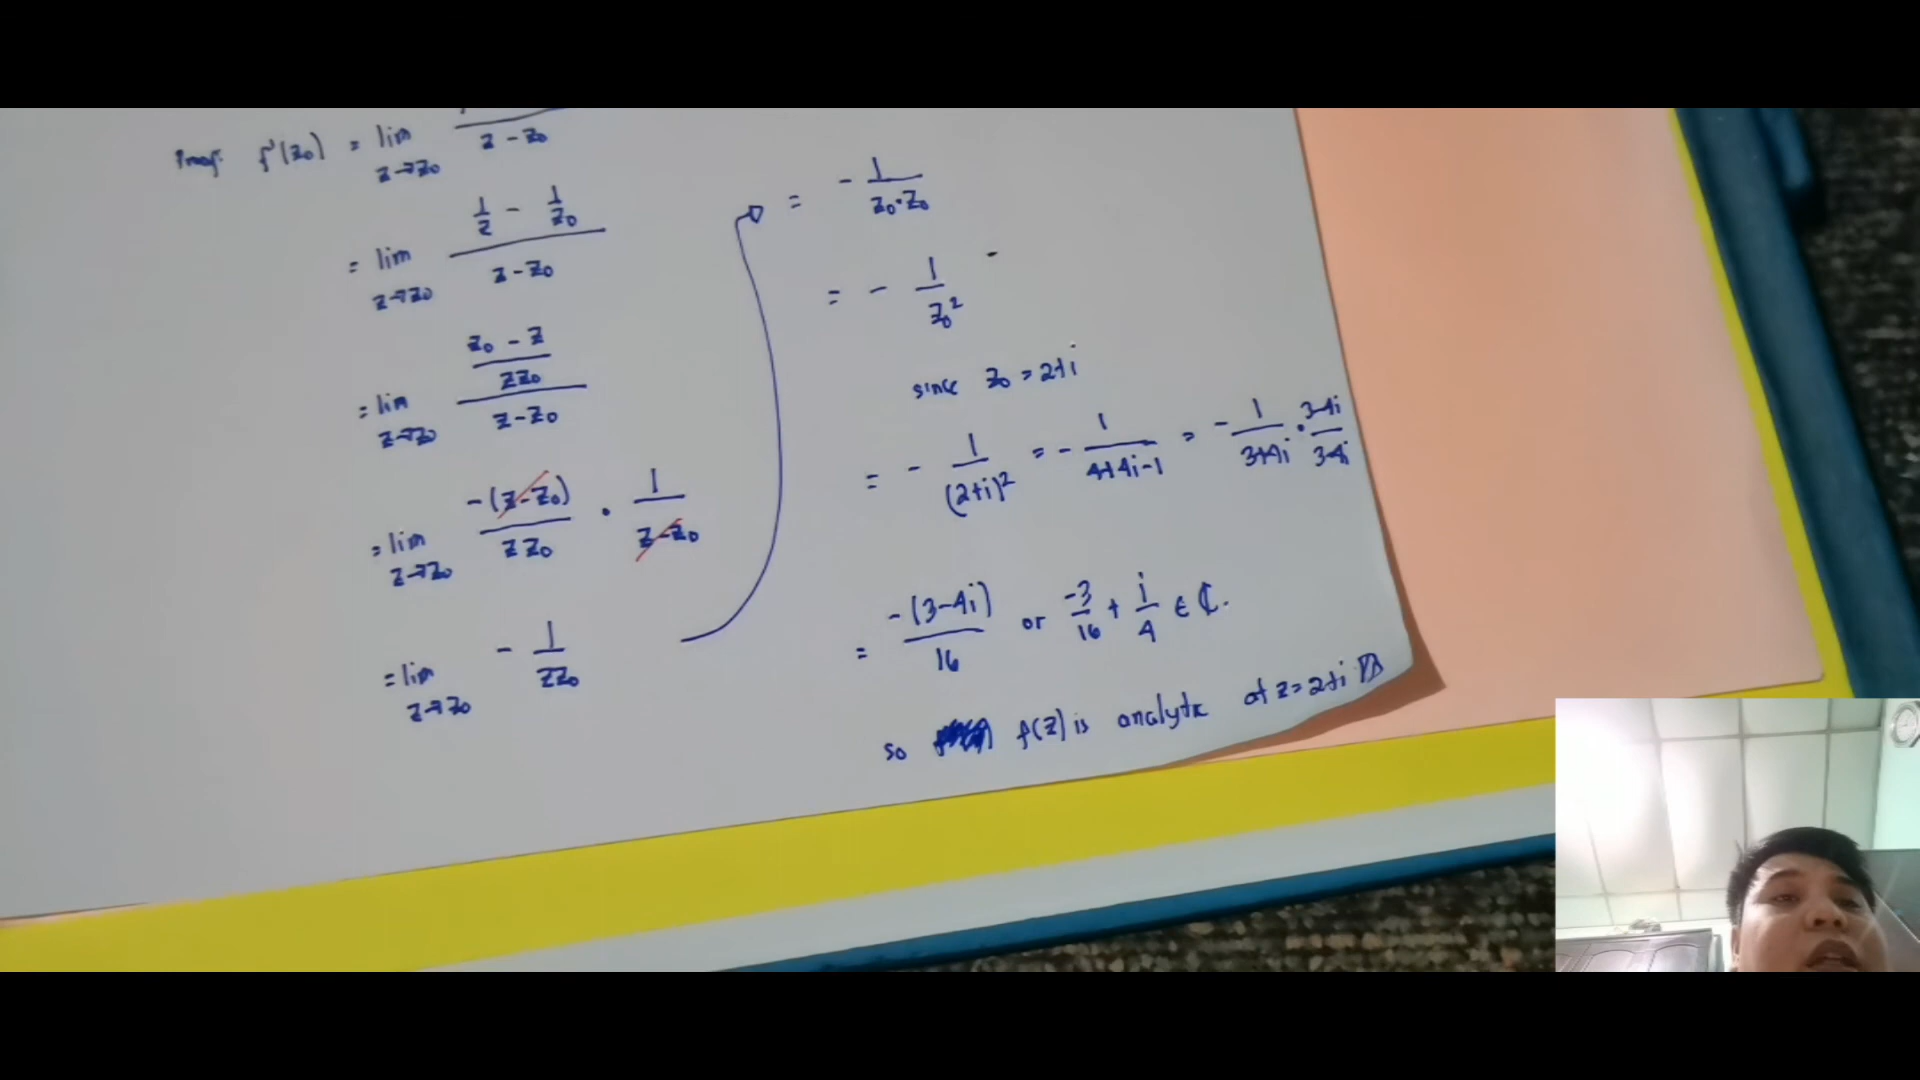 Proof: f'(z₀) = lim z→z₀ ―/(z - z₀)
= lim z→z₀ (1/z - 1/z₀)/(z - z₀)
= lim z→z₀ ((z₀ - z)/(zz₀))/(z - z₀)
= lim z→z₀ -(z - z₀)/(zz₀) · 1/(z - z₀)
= lim z→z₀ - 1/(zz₀)
= - 1/(z₀·z₀)
= - 1/z₀²
since z₀ = 2+i
= - 1/(2+i)² = - 1/(4+4i-1) = - 1/(3+4i) · (3-4i)/(3-4i)
= -(3-4i)/16 or -3/16 + i/4 ∈ ℂ.
so f(z) is analytic at z = 2+i